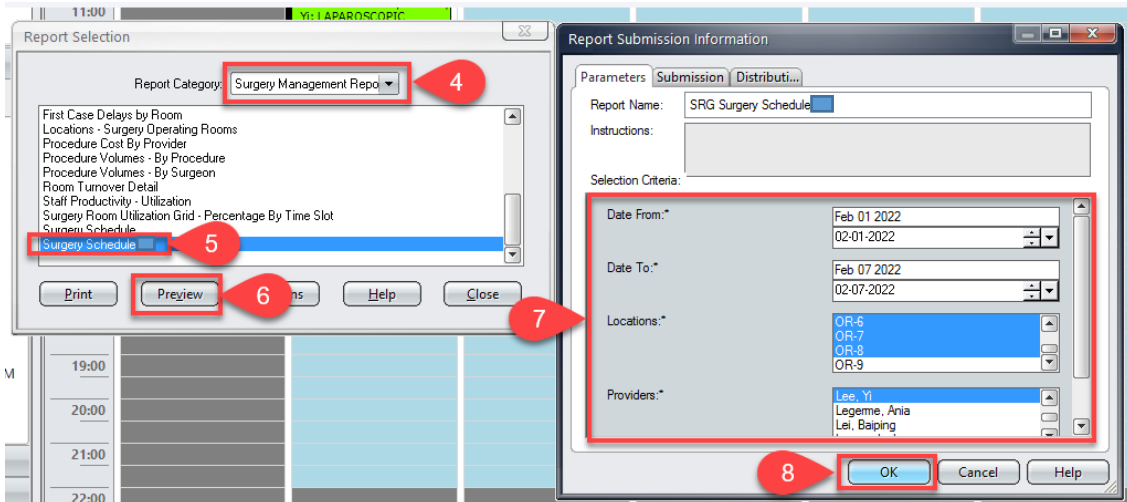 11:00
Yi: LAPAROSCOPIC
Report Selection
Report Category: Surgery Management Repo
4
First Case Delays by Room
Locations - Surgery Operating Rooms
Procedure Cost By Provider
Procedure Volumes - By Procedure
Procedure Volumes - By Surgeon
Room Turnover Detail
Staff Productivity - Utilization
Surgery Room Utilization Grid - Percentage By Time Slot
Surgery Schedule
Surgery Schedule
5
Print Preview 6 ns Help Close
M
19:00
20:00
21:00
22:00
Report Submission Information
Parameters Submission Distributi...
Report Name: SRG Surgery Schedule
Instructions:
Selection Criteria:
7
Date From:* Feb 01 2022
02-01-2022
Date To:* Feb 07 2022
02-07-2022
Locations:* OR-6
OR-7
OR-8
OR-9
Providers:* Lee, Yi
Legerme, Ania
Lei, Baiping
8
OK Cancel Help